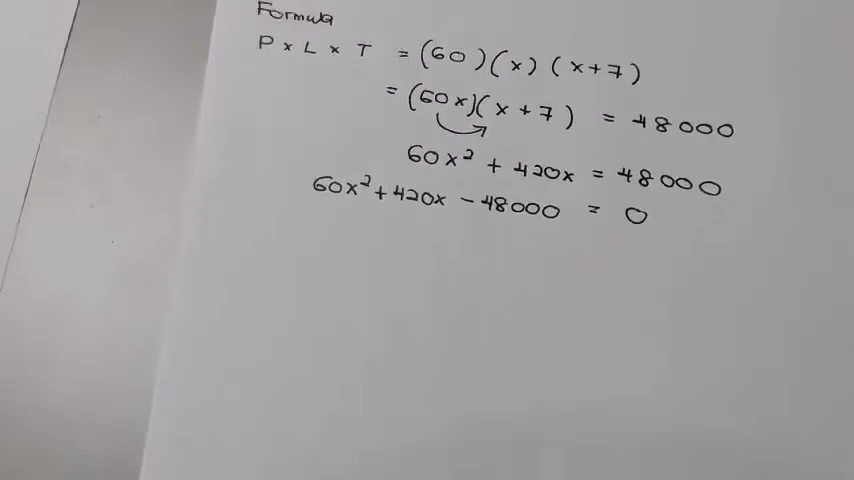 Formula
P x L x T = (60)(x)(x+7)
= (60x)(x+7) = 48000
60x² + 420x = 48000
60x² + 420x - 48000 = 0